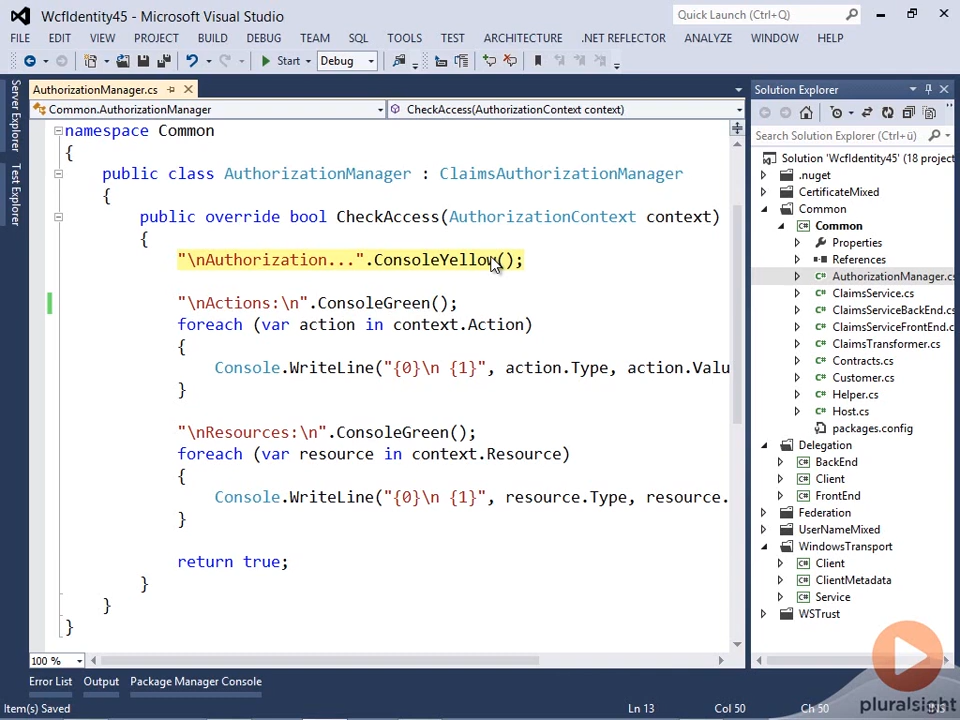 WcfIdentity45 - Microsoft Visual Studio
Quick Launch (Ctrl+Q)
FILE EDIT VIEW PROJECT BUILD DEBUG TEAM SQL TOOLS TEST ARCHITECTURE .NET REFLECTOR ANALYZE WINDOW HELP
Start Debug
Server Explorer
Test Explorer
AuthorizationManager.cs
Common.AuthorizationManager
CheckAccess(AuthorizationContext context)
namespace Common
{
public class AuthorizationManager : ClaimsAuthorizationManager
{
public override bool CheckAccess(AuthorizationContext context)
{
"\nAuthorization...".ConsoleYellow();
"\nActions:\n".ConsoleGreen();
foreach (var action in context.Action)
{
Console.WriteLine("{0}\n {1}", action.Type, action.Valu
}
"\nResources:\n".ConsoleGreen();
foreach (var resource in context.Resource)
{
Console.WriteLine("{0}\n {1}", resource.Type, resource.
}
return true;
}
}
}
100 %
Solution Explorer
Search Solution Explorer (Ctrl+ü)
Solution 'WcfIdentity45' (18 project
.nuget
CertificateMixed
Common
Common
Properties
References
AuthorizationManager.cs
ClaimsService.cs
ClaimsServiceBackEnd.cs
ClaimsServiceFrontEnd.c
ClaimsTransformer.cs
Contracts.cs
Customer.cs
Helper.cs
Host.cs
packages.config
Delegation
BackEnd
Client
FrontEnd
Federation
UserNameMixed
WindowsTransport
Client
ClientMetadata
Service
WSTrust
Error List Output Package Manager Console
Item(s) Saved Ln 13 Col 50 Ch 50
pluralsight